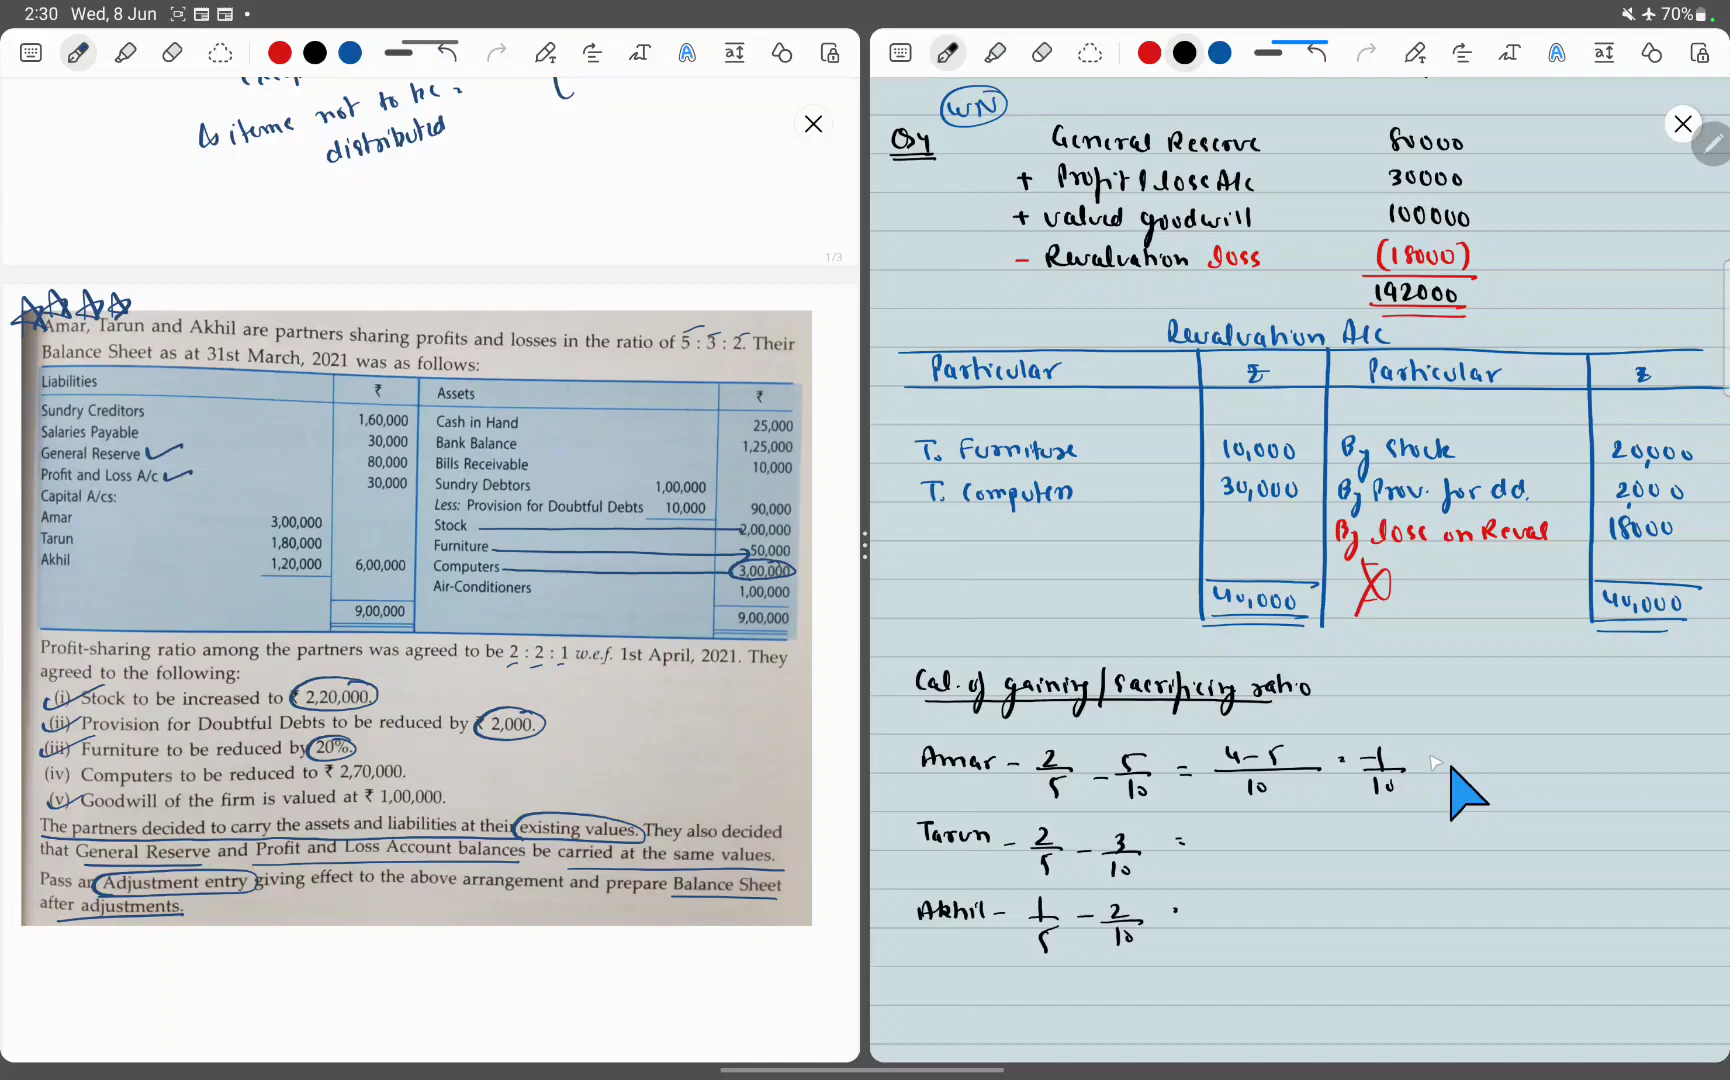 2:30 Wed, 8 Jun
70%
items not to be
distributed
1/3
Amar, Tarun and Akhil are partners sharing profits and losses in the ratio of 5 : 3 : 2. Their
Balance Sheet as at 31st March, 2021 was as follows:
Liabilities ₹ Assets ₹
Sundry Creditors 1,60,000 Cash in Hand 25,000
Salaries Payable 30,000 Bank Balance 1,25,000
General Reserve 80,000 Bills Receivable 10,000
Profit and Loss A/c 30,000 Sundry Debtors 1,00,000
Capital A/cs: Less: Provision for Doubtful Debts 10,000 90,000
Amar 3,00,000 Stock 2,00,000
Tarun 1,80,000 Furniture 50,000
Akhil 1,20,000 6,00,000 Computers 3,00,000
Air-Conditioners 1,00,000
9,00,000 9,00,000
Profit-sharing ratio among the partners was agreed to be 2 : 2 : 1 w.e.f. 1st April, 2021. They
agreed to the following:
(i) Stock to be increased to ₹ 2,20,000.
(ii) Provision for Doubtful Debts to be reduced by ₹ 2,000.
(iii) Furniture to be reduced by 20%.
(iv) Computers to be reduced to ₹ 2,70,000.
(v) Goodwill of the firm is valued at ₹ 1,00,000.
The partners decided to carry the assets and liabilities at their existing values. They also decided
that General Reserve and Profit and Loss Account balances be carried at the same values.
Pass an Adjustment entry giving effect to the above arrangement and prepare Balance Sheet
after adjustments.
WN
Q4 General Reserve 80000
+ Profit & loss A/c 30000
+ valued goodwill 100000
- Revaluation loss (18000)
192000
Revaluation A/c
Particular ₹ Particular ₹
To Furniture 10,000 By Stock 20,000
To Computers 30,000 By Prov. for dd. 2000
By loss on Reval 18000
40,000 40,000
Cal. of gaining/sacrificing ratio
Amar - 2/5 - 5/10 = 4-5/10 = -1/10
Tarun - 2/5 - 3/10 =
Akhil - 1/5 - 2/10 =